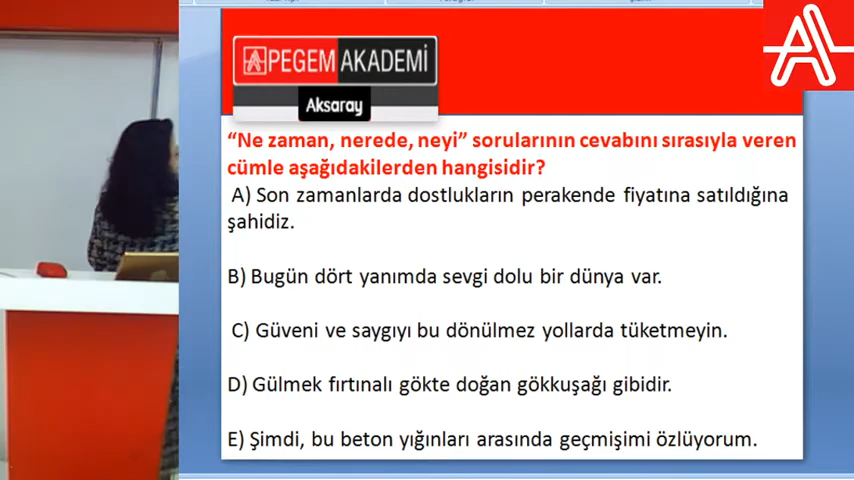 PEGEM AKADEMİ
Aksaray
“Ne zaman, nerede, neyi” sorularının cevabını sırasıyla veren
cümle aşağıdakilerden hangisidir?
A) Son zamanlarda dostlukların perakende fiyatına satıldığına
şahidiz.
B) Bugün dört yanımda sevgi dolu bir dünya var.
C) Güveni ve saygıyı bu dönülmez yollarda tüketmeyin.
D) Gülmek fırtınalı gökte doğan gökkuşağı gibidir.
E) Şimdi, bu beton yığınları arasında geçmişimi özlüyorum.